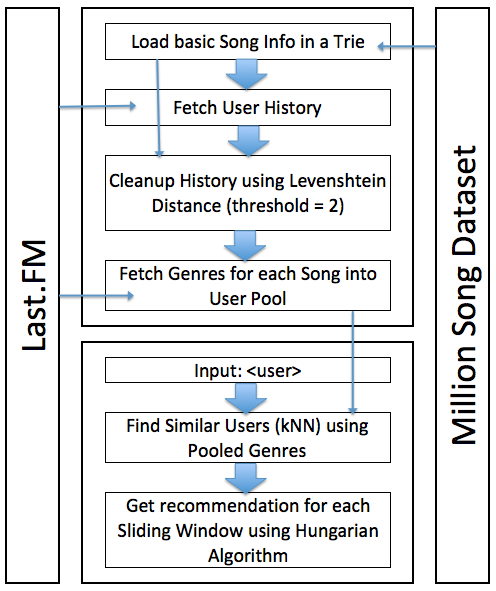 Load basic Song Info in a Trie
Fetch User History
Cleanup History using Levenshtein
Distance (threshold = 2)
Fetch Genres for each Song into
User Pool
Input: <user>
Find Similar Users (kNN) using
Pooled Genres
Get recommendation for each
Sliding Window using Hungarian
Algorithm
Last.FM
Million Song Dataset